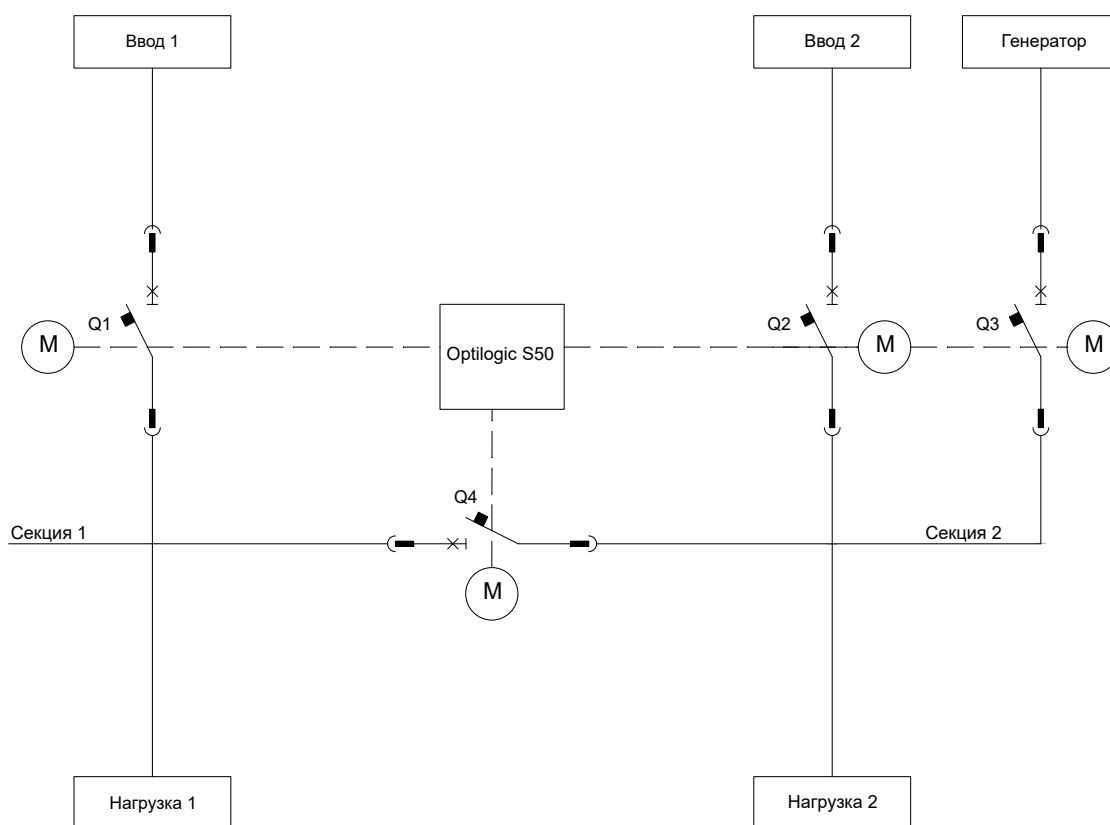 Ввод 1
Ввод 2
Генератор
Q1
Q2
Q3
M
Optilogic S50
M
M
Q4
Секция 1
Секция 2
M
Нагрузка 1
Нагрузка 2